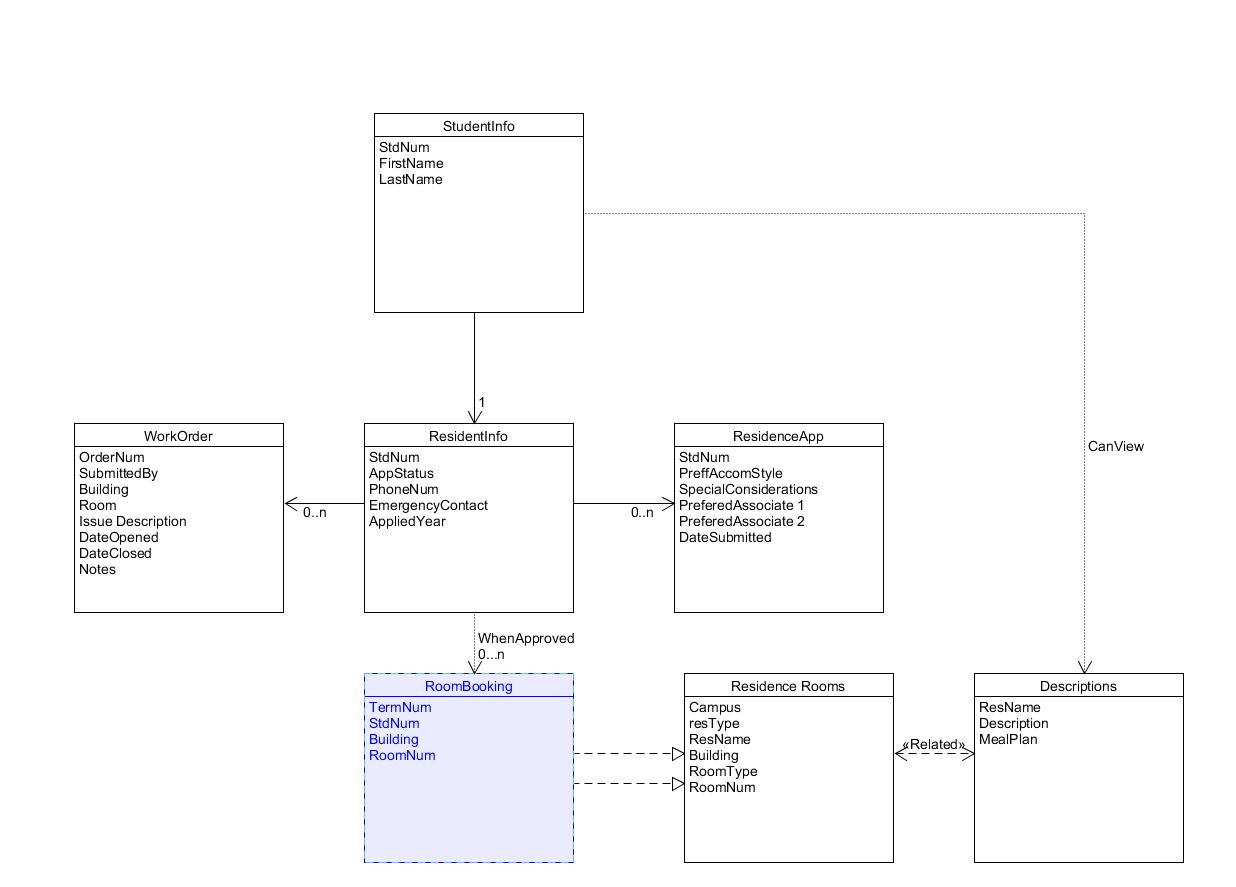 StudentInfo
StdNum
FirstName
LastName
CanView
1
WorkOrder
OrderNum
SubmittedBy
Building
Room
Issue Description
DateOpened
DateClosed
Notes
0..n
ResidentInfo
StdNum
AppStatus
PhoneNum
EmergencyContact
AppliedYear
0..n
ResidenceApp
StdNum
PreffAccomStyle
SpecialConsiderations
PreferedAssociate 1
PreferedAssociate 2
DateSubmitted
WhenApproved
0...n
RoomBooking
TermNum
StdNum
Building
RoomNum
Residence Rooms
Campus
resType
ResName
Building
RoomType
RoomNum
«Related»
Descriptions
ResName
Description
MealPlan